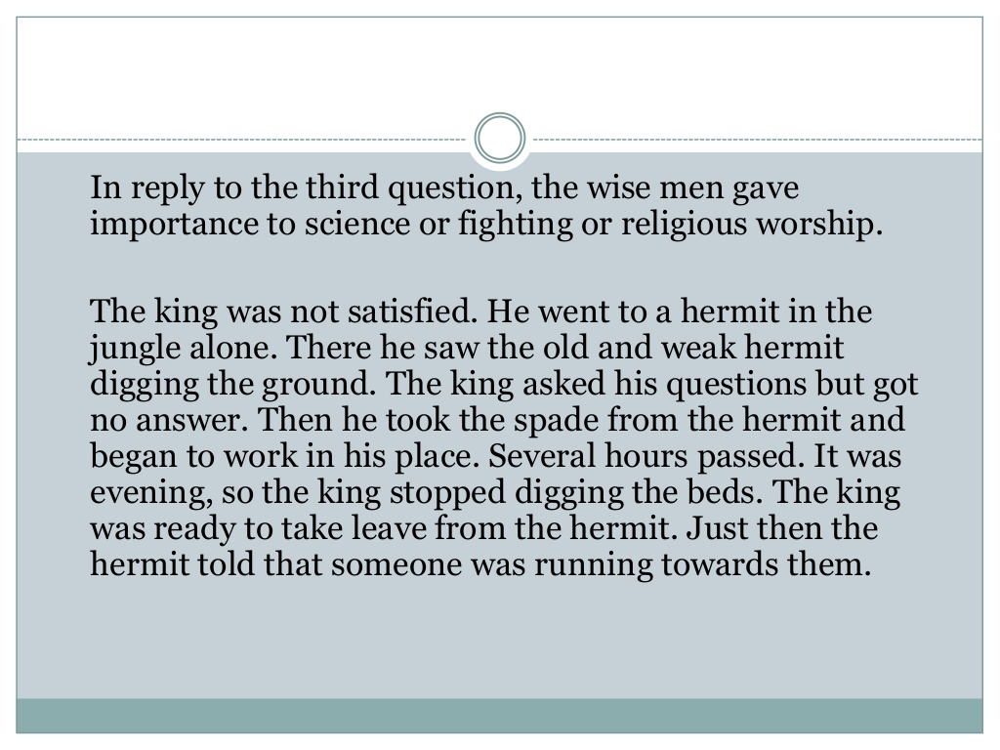 In reply to the third question, the wise men gave
importance to science or fighting or religious worship.
The king was not satisfied. He went to a hermit in the
jungle alone. There he saw the old and weak hermit
digging the ground. The king asked his questions but got
no answer. Then he took the spade from the hermit and
began to work in his place. Several hours passed. It was
evening, so the king stopped digging the beds. The king
was ready to take leave from the hermit. Just then the
hermit told that someone was running towards them.